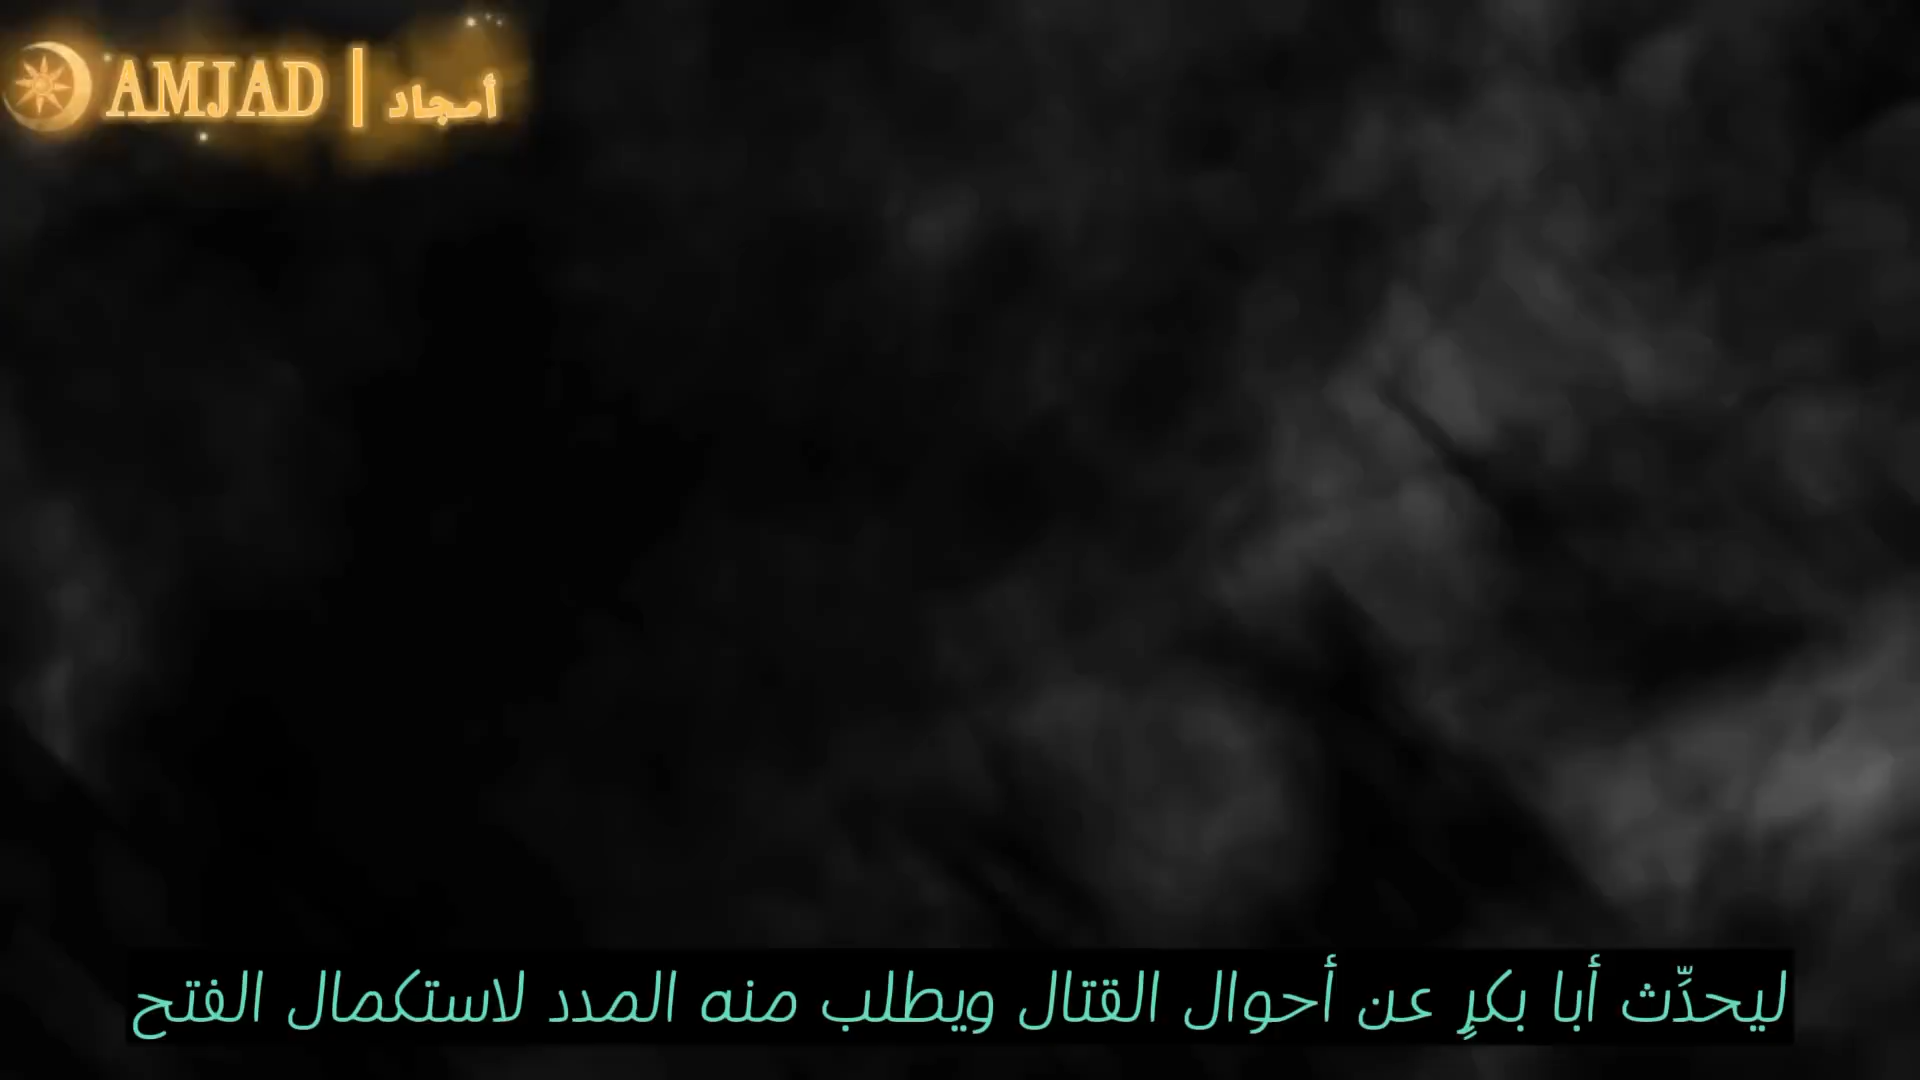 AMJAD | أمجاد
ليحدِّث أبا بكرٍ عن أحوال القتال ويطلب منه المدد لاستكمال الفتح